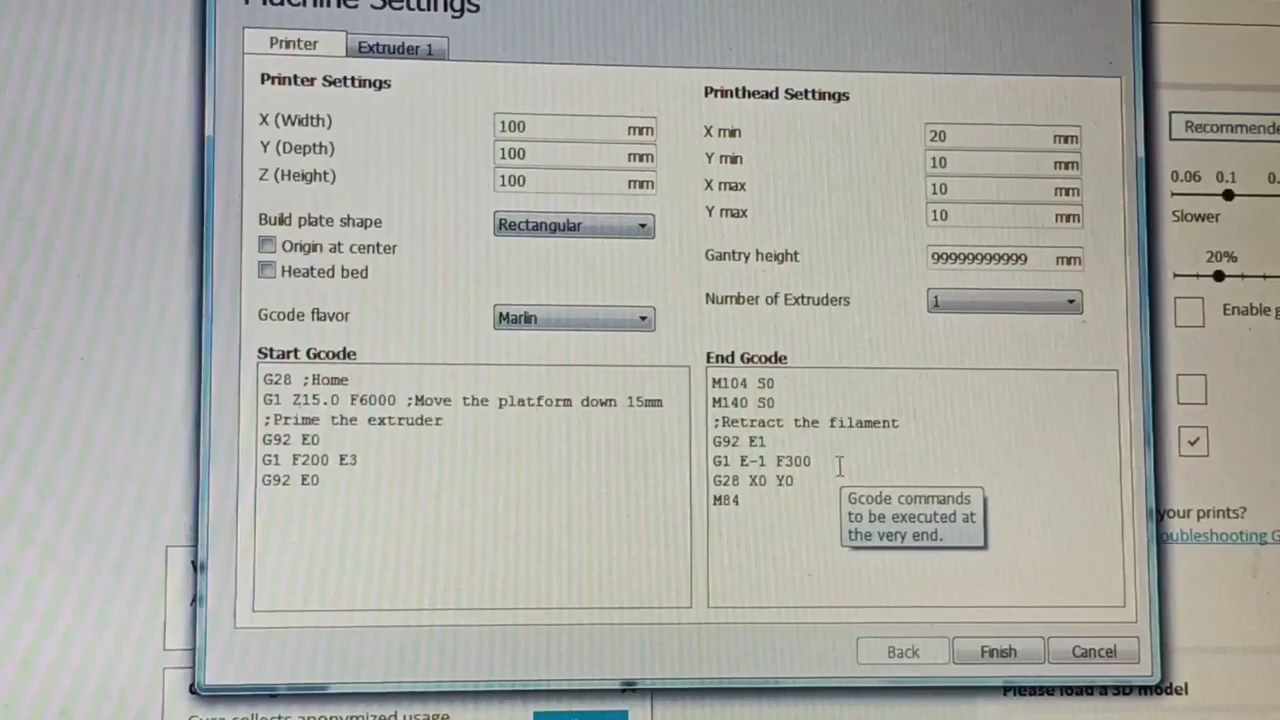 Machine Settings
Printer
Extruder 1
Printer Settings
X (Width) 100 mm
Y (Depth) 100 mm
Z (Height) 100 mm
Build plate shape Rectangular
Origin at center
Heated bed
Gcode flavor Marlin
Printhead Settings
X min 20 mm
Y min 10 mm
X max 10 mm
Y max 10 mm
Gantry height 99999999999 mm
Number of Extruders 1
Start Gcode
G28 ;Home
G1 Z15.0 F6000 ;Move the platform down 15mm
;Prime the extruder
G92 E0
G1 F200 E3
G92 E0
End Gcode
M104 S0
M140 S0
;Retract the filament
G92 E1
G1 E-1 F300
G28 X0 Y0
M84
Gcode commands
to be executed at
the very end.
Back
Finish
Cancel
Recommende
0.06 0.1 0.
Slower
20%
Enable g
your prints?
oubleshooting G
Please load a 3D model
Cura collects anonymized usage